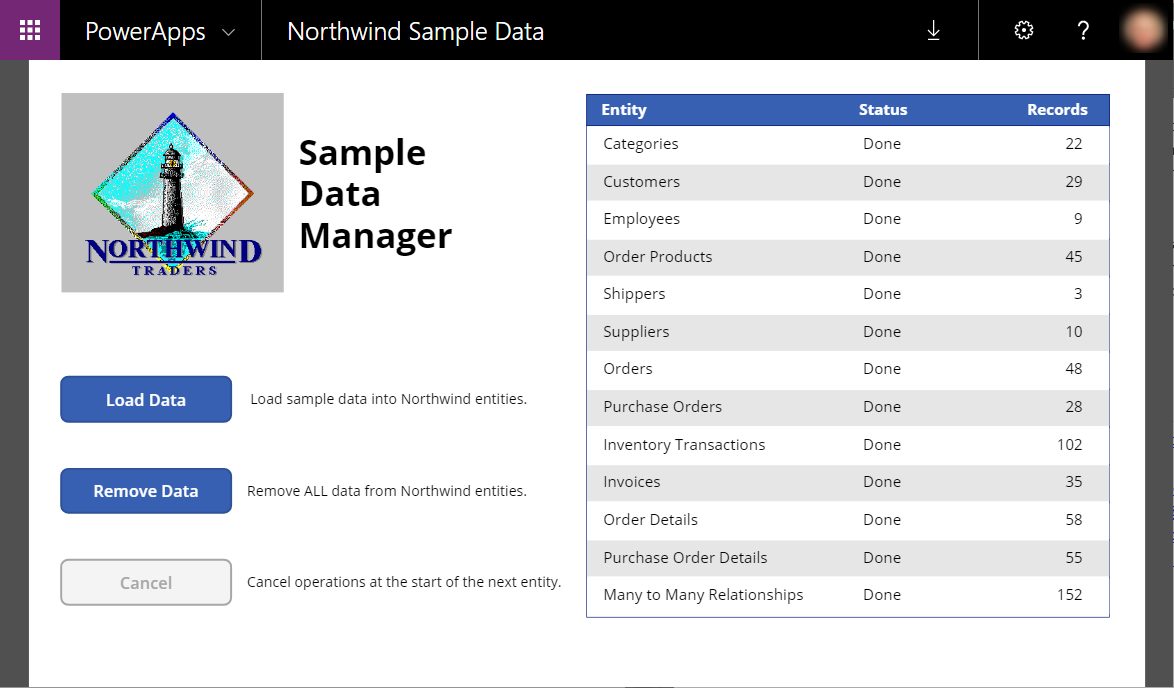 PowerApps
Northwind Sample Data
?
NORTHWIND
TRADERS
Sample
Data
Manager
Load Data
Load sample data into Northwind entities.
Remove Data
Remove ALL data from Northwind entities.
Cancel
Cancel operations at the start of the next entity.
Entity Status Records
Categories Done 22
Customers Done 29
Employees Done 9
Order Products Done 45
Shippers Done 3
Suppliers Done 10
Orders Done 48
Purchase Orders Done 28
Inventory Transactions Done 102
Invoices Done 35
Order Details Done 58
Purchase Order Details Done 55
Many to Many Relationships Done 152